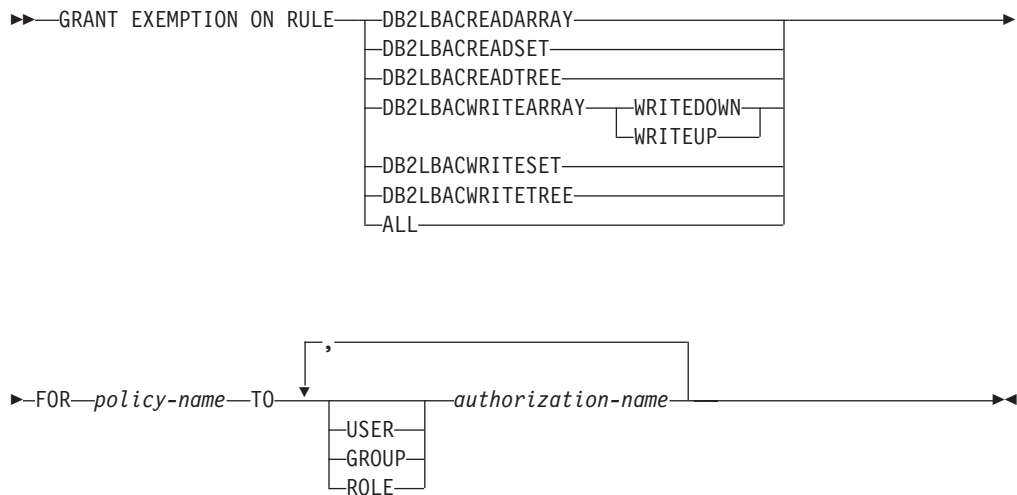 GRANT EXEMPTION ON RULE DB2LBACREADARRAY
DB2LBACREADSET
DB2LBACREADTREE
DB2LBACWRITEARRAY WRITEDOWN
WRITEUP
DB2LBACWRITESET
DB2LBACWRITETREE
ALL
,
FOR policy-name TO authorization-name
USER
GROUP
ROLE